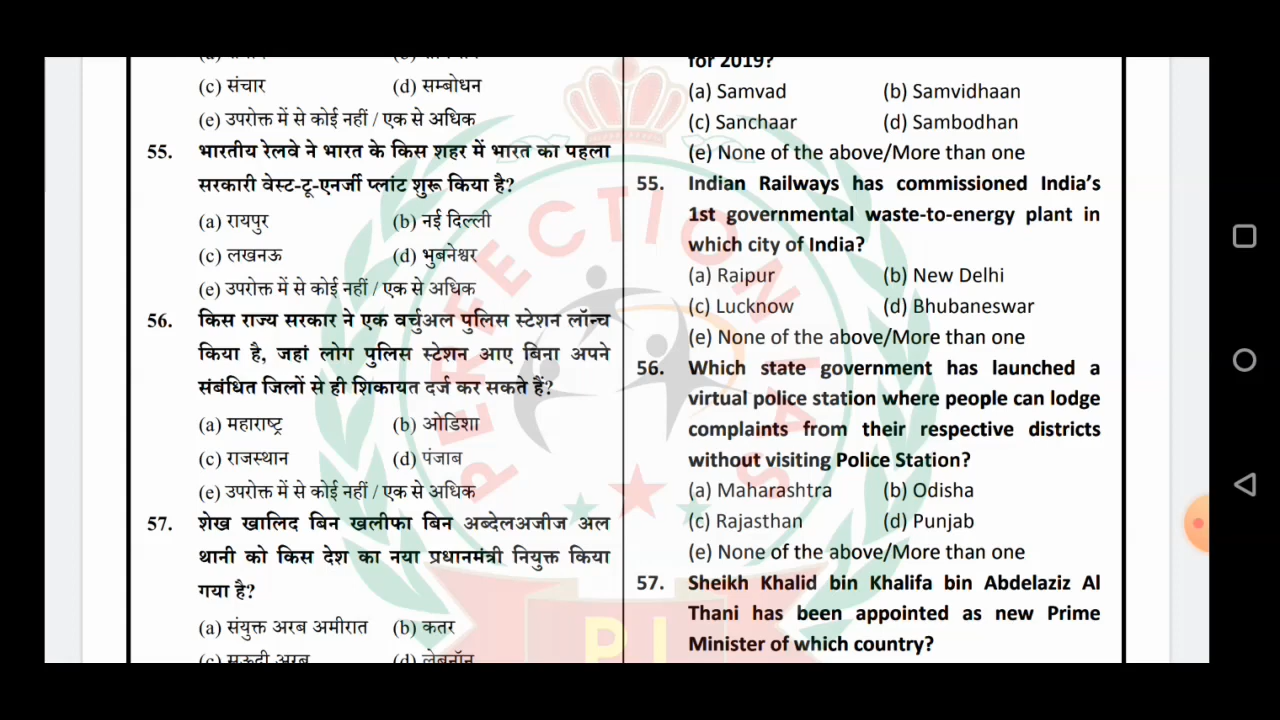 (c) संचार (d) सम्बोधन
(e) उपरोक्त में से कोई नहीं / एक से अधिक
55. भारतीय रेलवे ने भारत के किस शहर में भारत का पहला
सरकारी वेस्ट-टू-एनर्जी प्लांट शुरू किया है?
(a) रायपुर (b) नई दिल्ली
(c) लखनऊ (d) भुबनेश्वर
(e) उपरोक्त में से कोई नहीं / एक से अधिक
56. किस राज्य सरकार ने एक वर्चुअल पुलिस स्टेशन लॉन्च
किया है, जहां लोग पुलिस स्टेशन आए बिना अपने
संबंधित जिलों से ही शिकायत दर्ज कर सकते हैं?
(a) महाराष्ट्र (b) ओडिशा
(c) राजस्थान (d) पंजाब
(e) उपरोक्त में से कोई नहीं / एक से अधिक
57. शेख खालिद बिन खलीफा बिन अब्देलअजीज अल
थानी को किस देश का नया प्रधानमंत्री नियुक्त किया
गया है?
(a) संयुक्त अरब अमीरात (b) कतर
(c) सऊदी अरब (d) लेबनॉन
for 2019?
(a) Samvad (b) Samvidhaan
(c) Sanchaar (d) Sambodhan
(e) None of the above/More than one
55. Indian Railways has commissioned India's
1st governmental waste-to-energy plant in
which city of India?
(a) Raipur (b) New Delhi
(c) Lucknow (d) Bhubaneswar
(e) None of the above/More than one
56. Which state government has launched a
virtual police station where people can lodge
complaints from their respective districts
without visiting Police Station?
(a) Maharashtra (b) Odisha
(c) Rajasthan (d) Punjab
(e) None of the above/More than one
57. Sheikh Khalid bin Khalifa bin Abdelaziz Al
Thani has been appointed as new Prime
Minister of which country?
PERFECTION IAS
PI